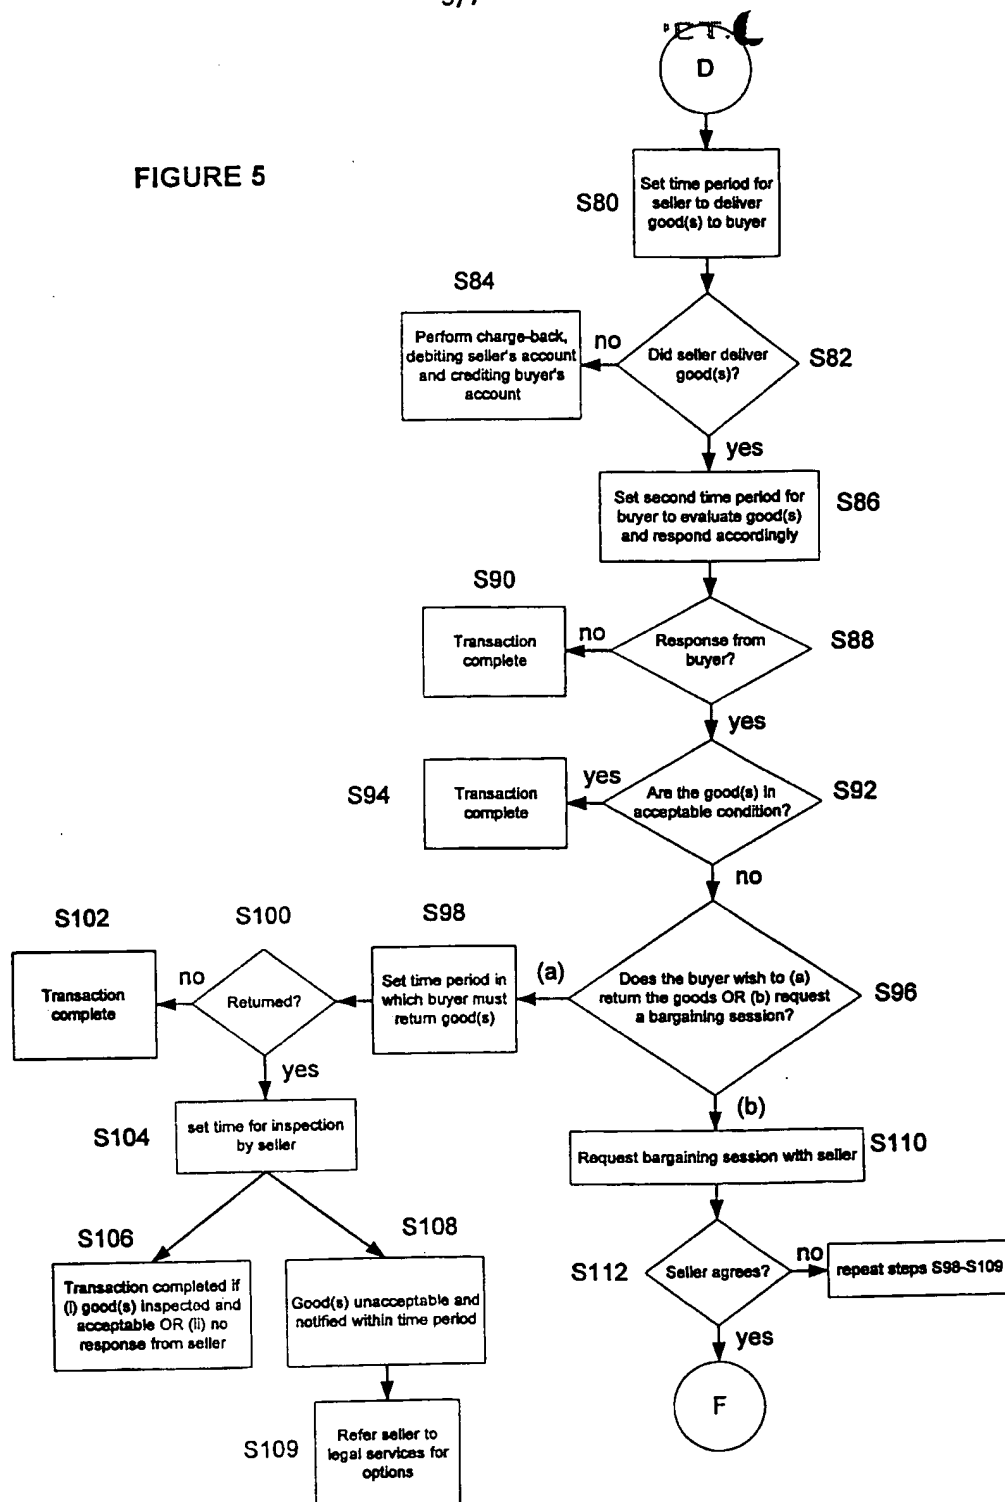 D
FIGURE 5
S80
Set time period for
seller to deliver
good(s) to buyer
S84
Perform charge-back,
debiting seller's account
and crediting buyer's
account
no
Did seller deliver
good(s)?
S82
yes
Set second time period for
buyer to evaluate good(s)
and respond accordingly
S86
S90
Transaction
complete
no
Response from
buyer?
S88
yes
S94
Transaction
complete
yes
Are the good(s) in
acceptable condition?
S92
no
S102
S100
S98
Transaction
complete
no
Returned?
Set time period in
which buyer must
return good(s)
(a)
Does the buyer wish to (a)
return the goods OR (b) request
a bargaining session?
S96
yes
(b)
S104
set time for inspection
by seller
Request bargaining session with seller
S110
S106
S108
Transaction completed if
(i) good(s) inspected and
acceptable OR (ii) no
response from seller
Good(s) unacceptable and
notified within time period
S112
Seller agrees?
no
repeat steps S98-S109
yes
F
S109
Refer seller to
legal services for
options